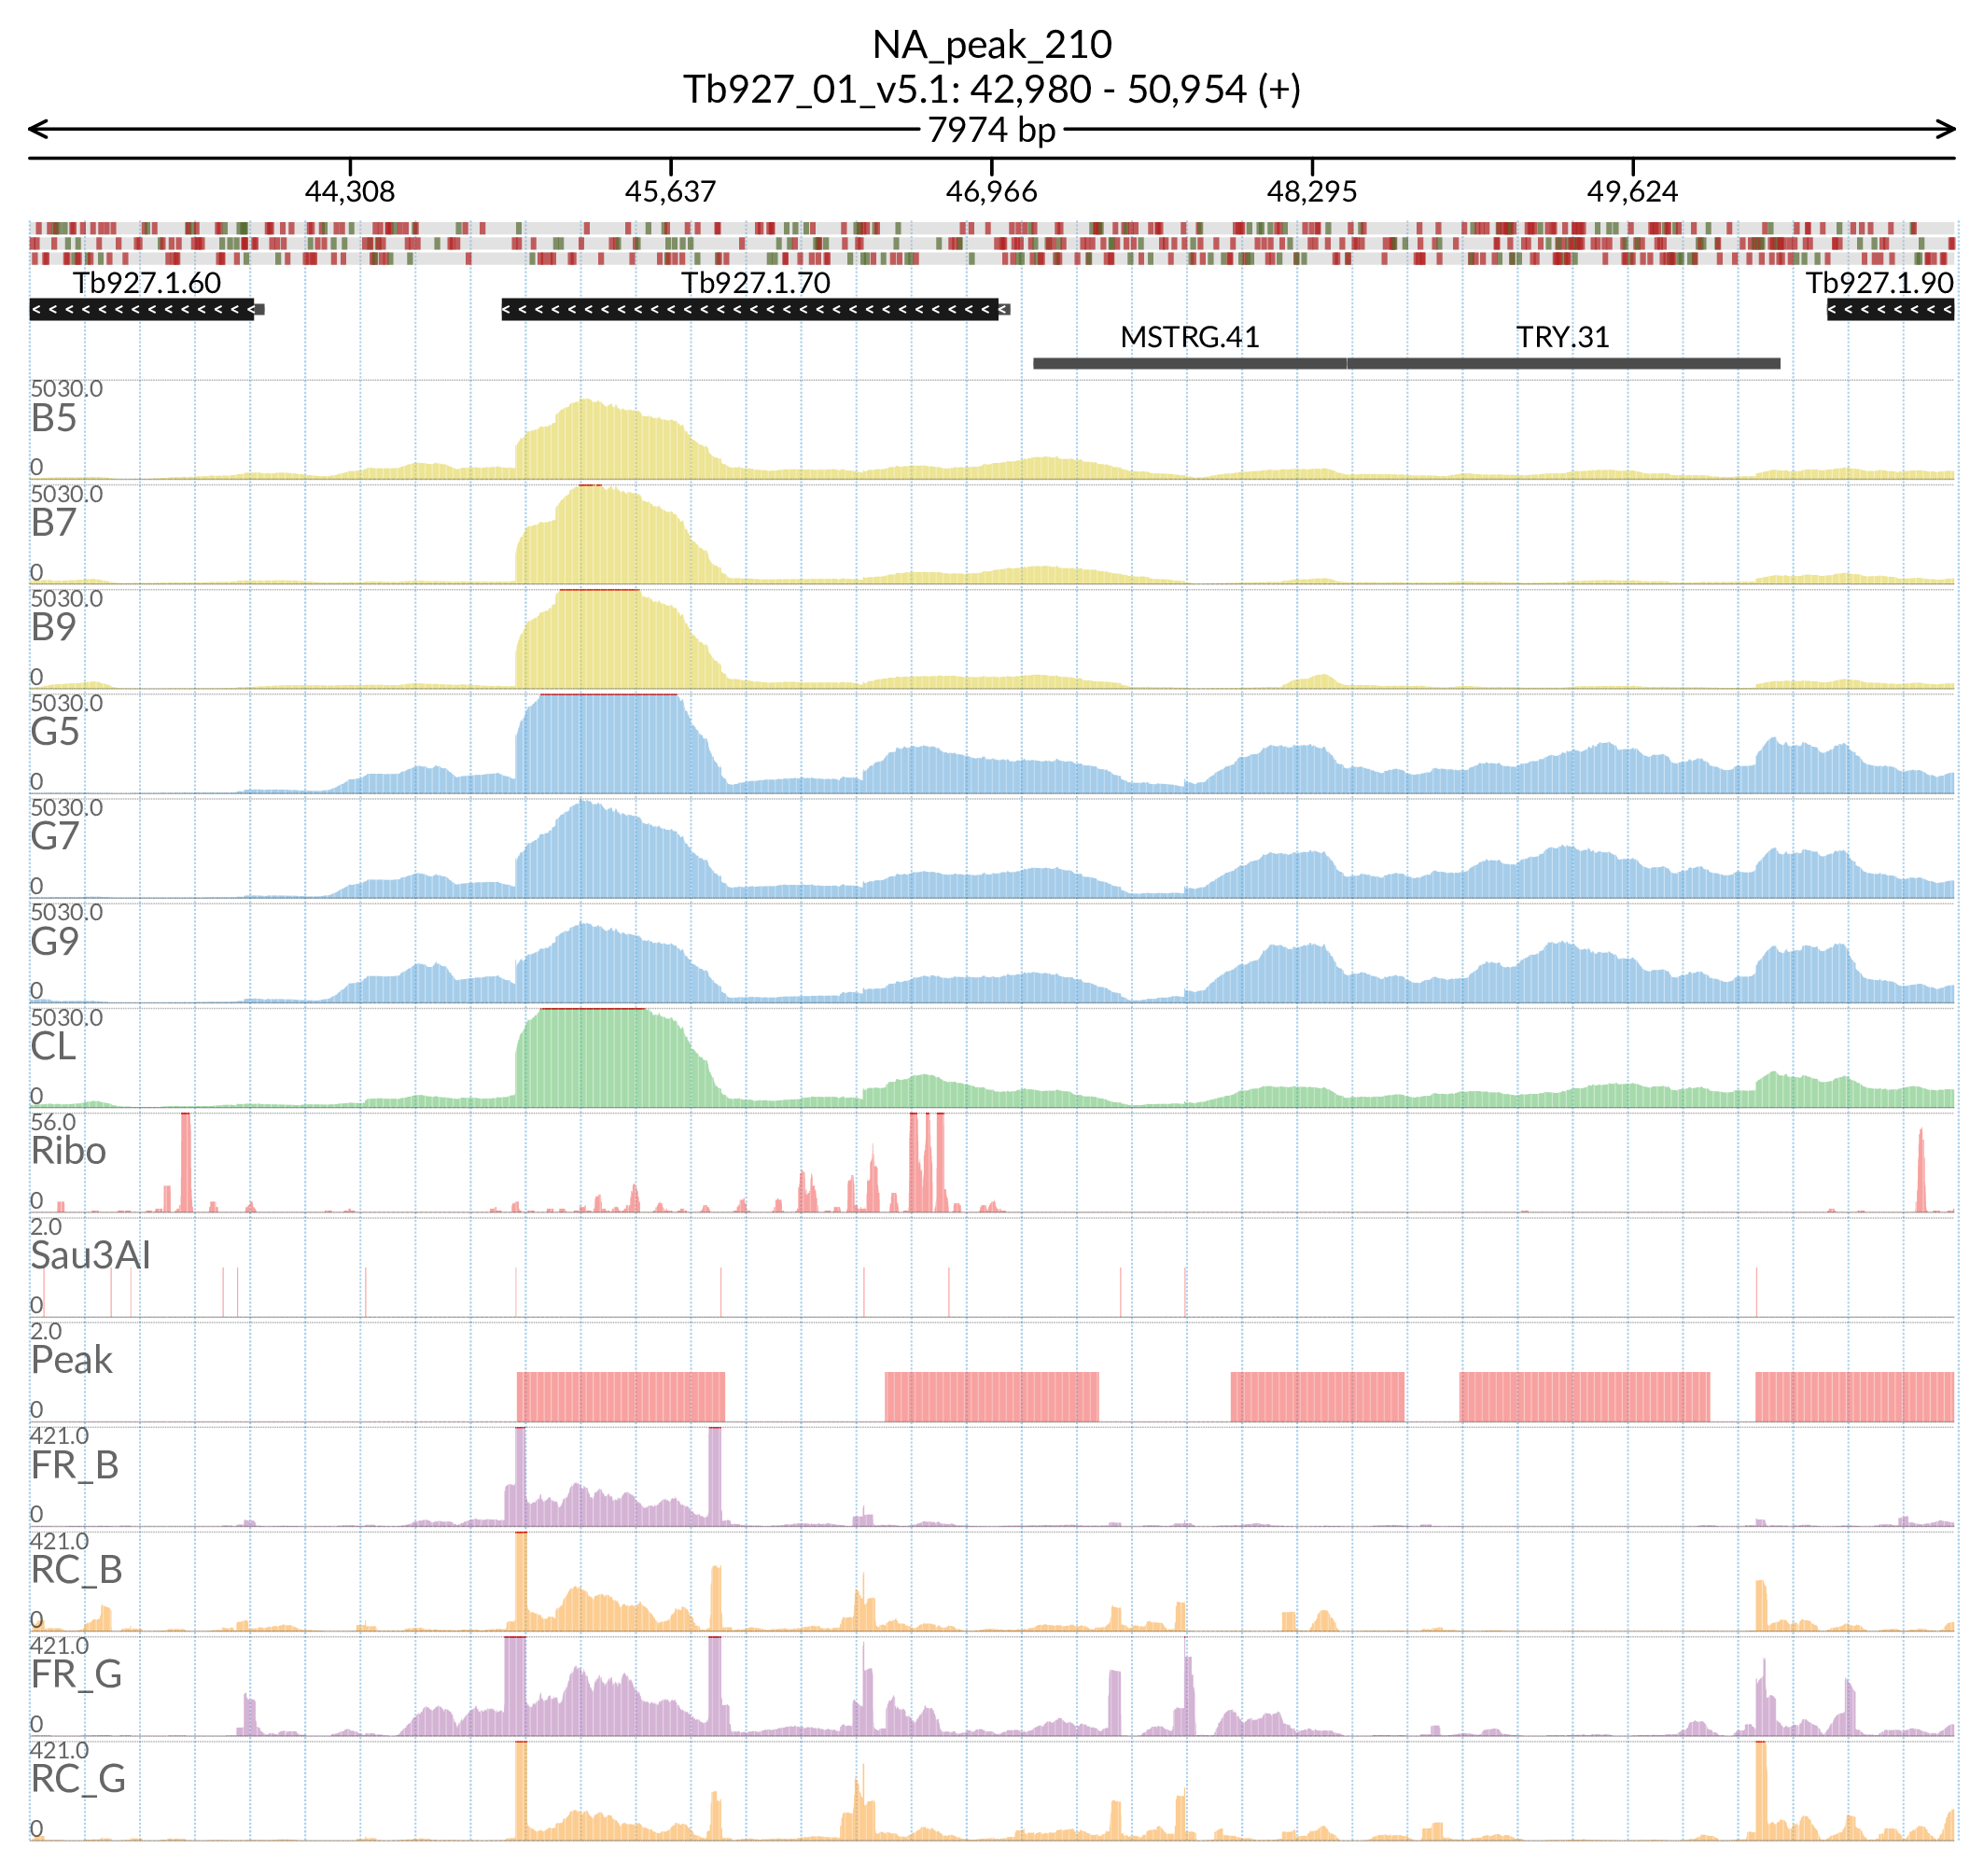 NA_peak_210
Tb927_01_v5.1: 42,980 - 50,954 (+)
7974 bp
44,308 45,637 46,966 48,295 49,624
Tb927.1.60 Tb927.1.70 Tb927.1.90
MSTRG.41 TRY.31
5030.0
B5
0
5030.0
B7
0
5030.0
B9
0
5030.0
G5
0
5030.0
G7
0
5030.0
G9
0
5030.0
CL
0
56.0
Ribo
0
2.0
Sau3AI
0
2.0
Peak
0
421.0
FR_B
0
421.0
RC_B
0
421.0
FR_G
0
421.0
RC_G
0